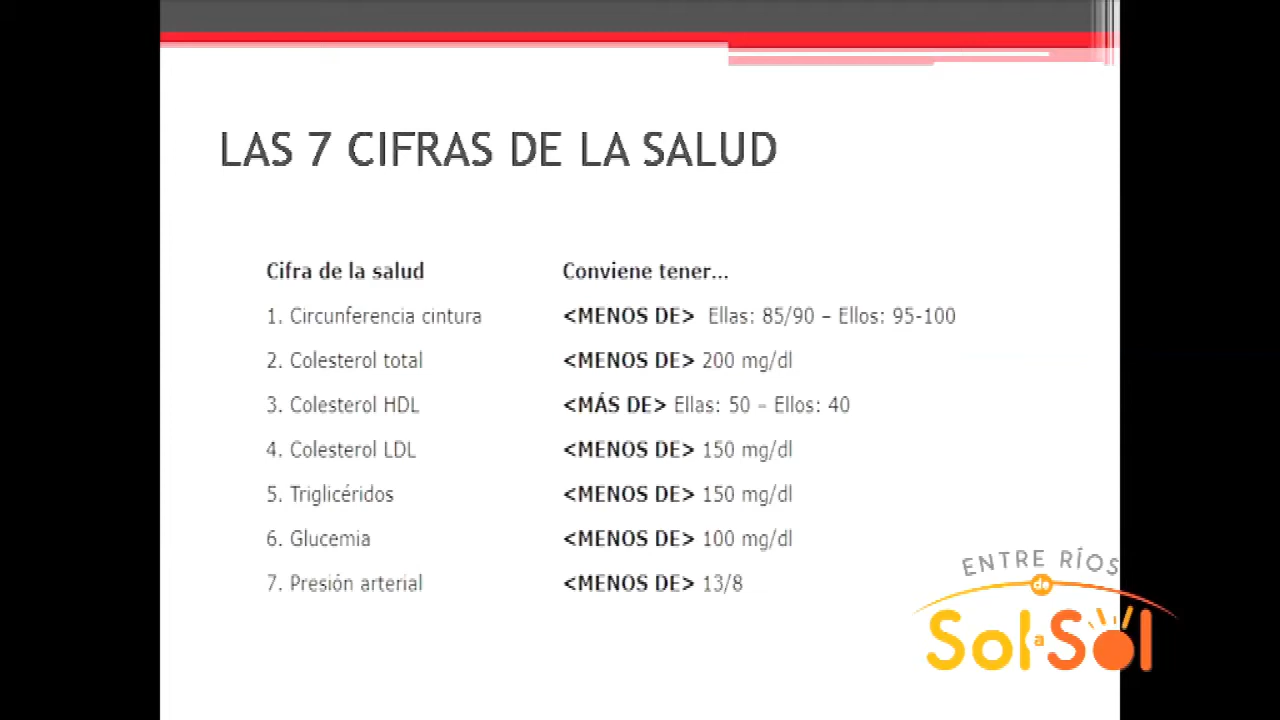 LAS 7 CIFRAS DE LA SALUD
Cifra de la salud Conviene tener...
1. Circunferencia cintura <MENOS DE> Ellas: 85/90 – Ellos: 95-100
2. Colesterol total <MENOS DE> 200 mg/dl
3. Colesterol HDL <MÁS DE> Ellas: 50 – Ellos: 40
4. Colesterol LDL <MENOS DE> 150 mg/dl
5. Triglicéridos <MENOS DE> 150 mg/dl
6. Glucemia <MENOS DE> 100 mg/dl
7. Presión arterial <MENOS DE> 13/8
ENTRE RÍOS
de
Sol a Sol